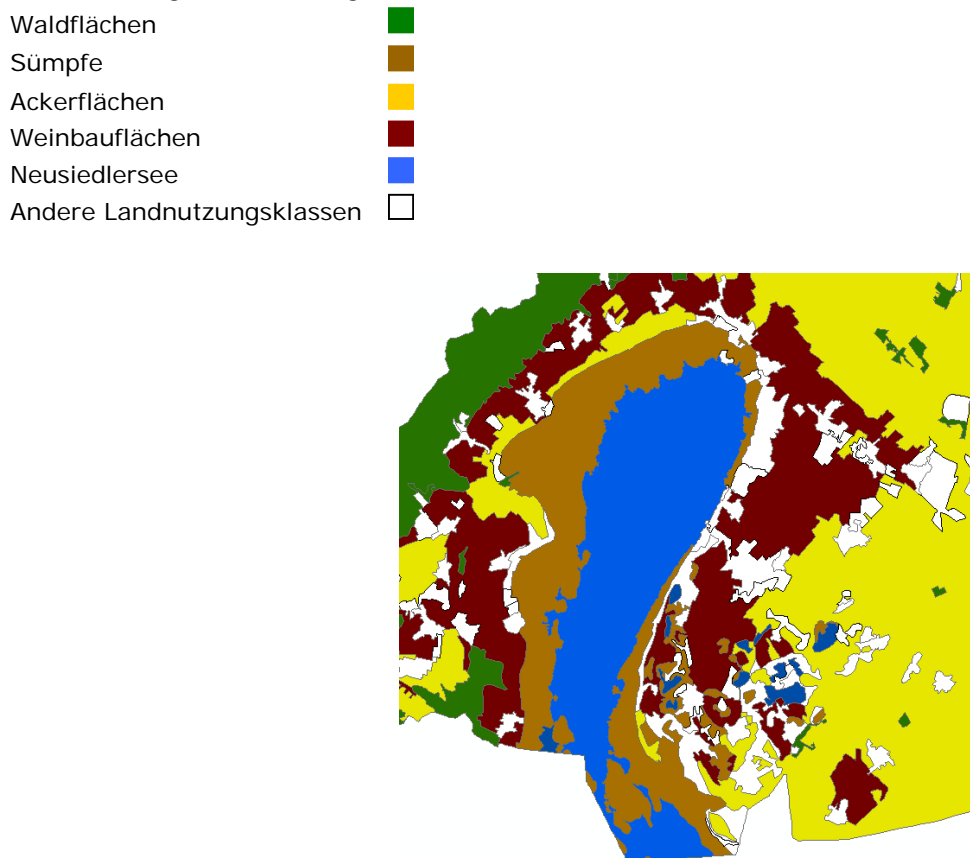 Waldflächen
Sümpfe
Ackerflächen
Weinbauflächen
Neusiedlersee
Andere Landnutzungsklassen